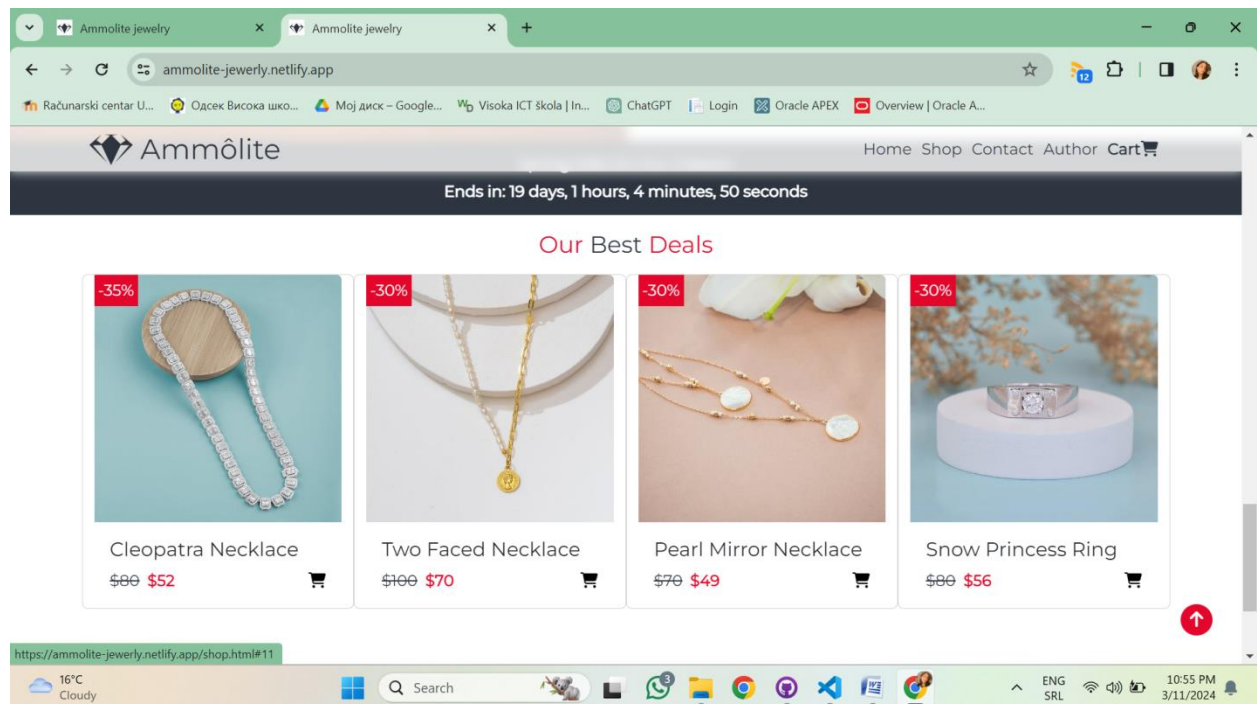 Ammolite jewelry
Ammolite jewelry
ammolite-jewerly.netlify.app
12
Računarski centar U...
Одсек Висока шко...
Мој диск – Google...
Visoka ICT škola | In...
ChatGPT
Login
Oracle APEX
Overview | Oracle A...
Ammôlite
Home Shop Contact Author Cart
Ends in: 19 days, 1 hours, 4 minutes, 50 seconds
Our Best Deals
-35%
-30%
-30%
-30%
Cleopatra Necklace
$80 $52
Two Faced Necklace
$100 $70
Pearl Mirror Necklace
$70 $49
Snow Princess Ring
$80 $56
https://ammolite-jewerly.netlify.app/shop.html#11
16°C
Cloudy
Search
3
ENG
SRL
10:55 PM
3/11/2024